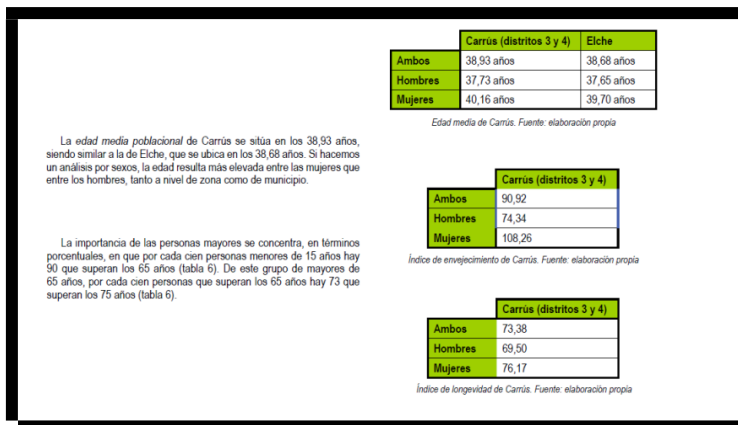 Carrús (distritos 3 y 4) Elche
Ambos 38,93 años 38,68 años
Hombres 37,73 años 37,65 años
Mujeres 40,16 años 39,70 años
Edad media de Carrús. Fuente: elaboración propia
La edad media poblacional de Carrús se sitúa en los 38,93 años,
siendo similar a la de Elche, que se ubica en los 38,68 años. Si hacemos
un análisis por sexos, la edad resulta más elevada entre las mujeres que
entre los hombres, tanto a nivel de zona como de municipio.
Carrús (distritos 3 y 4)
Ambos 90,92
Hombres 74,34
Mujeres 108,26
Índice de envejecimiento de Carrús. Fuente: elaboración propia
La importancia de las personas mayores se concentra, en términos
porcentuales, en que por cada cien personas menores de 15 años hay
90 que superan los 65 años (tabla 6). De este grupo de mayores de
65 años, por cada cien personas que superan los 65 años hay 73 que
superan los 75 años (tabla 6).
Carrús (distritos 3 y 4)
Ambos 73,38
Hombres 69,50
Mujeres 76,17
Índice de longevidad de Carrús. Fuente: elaboración propia